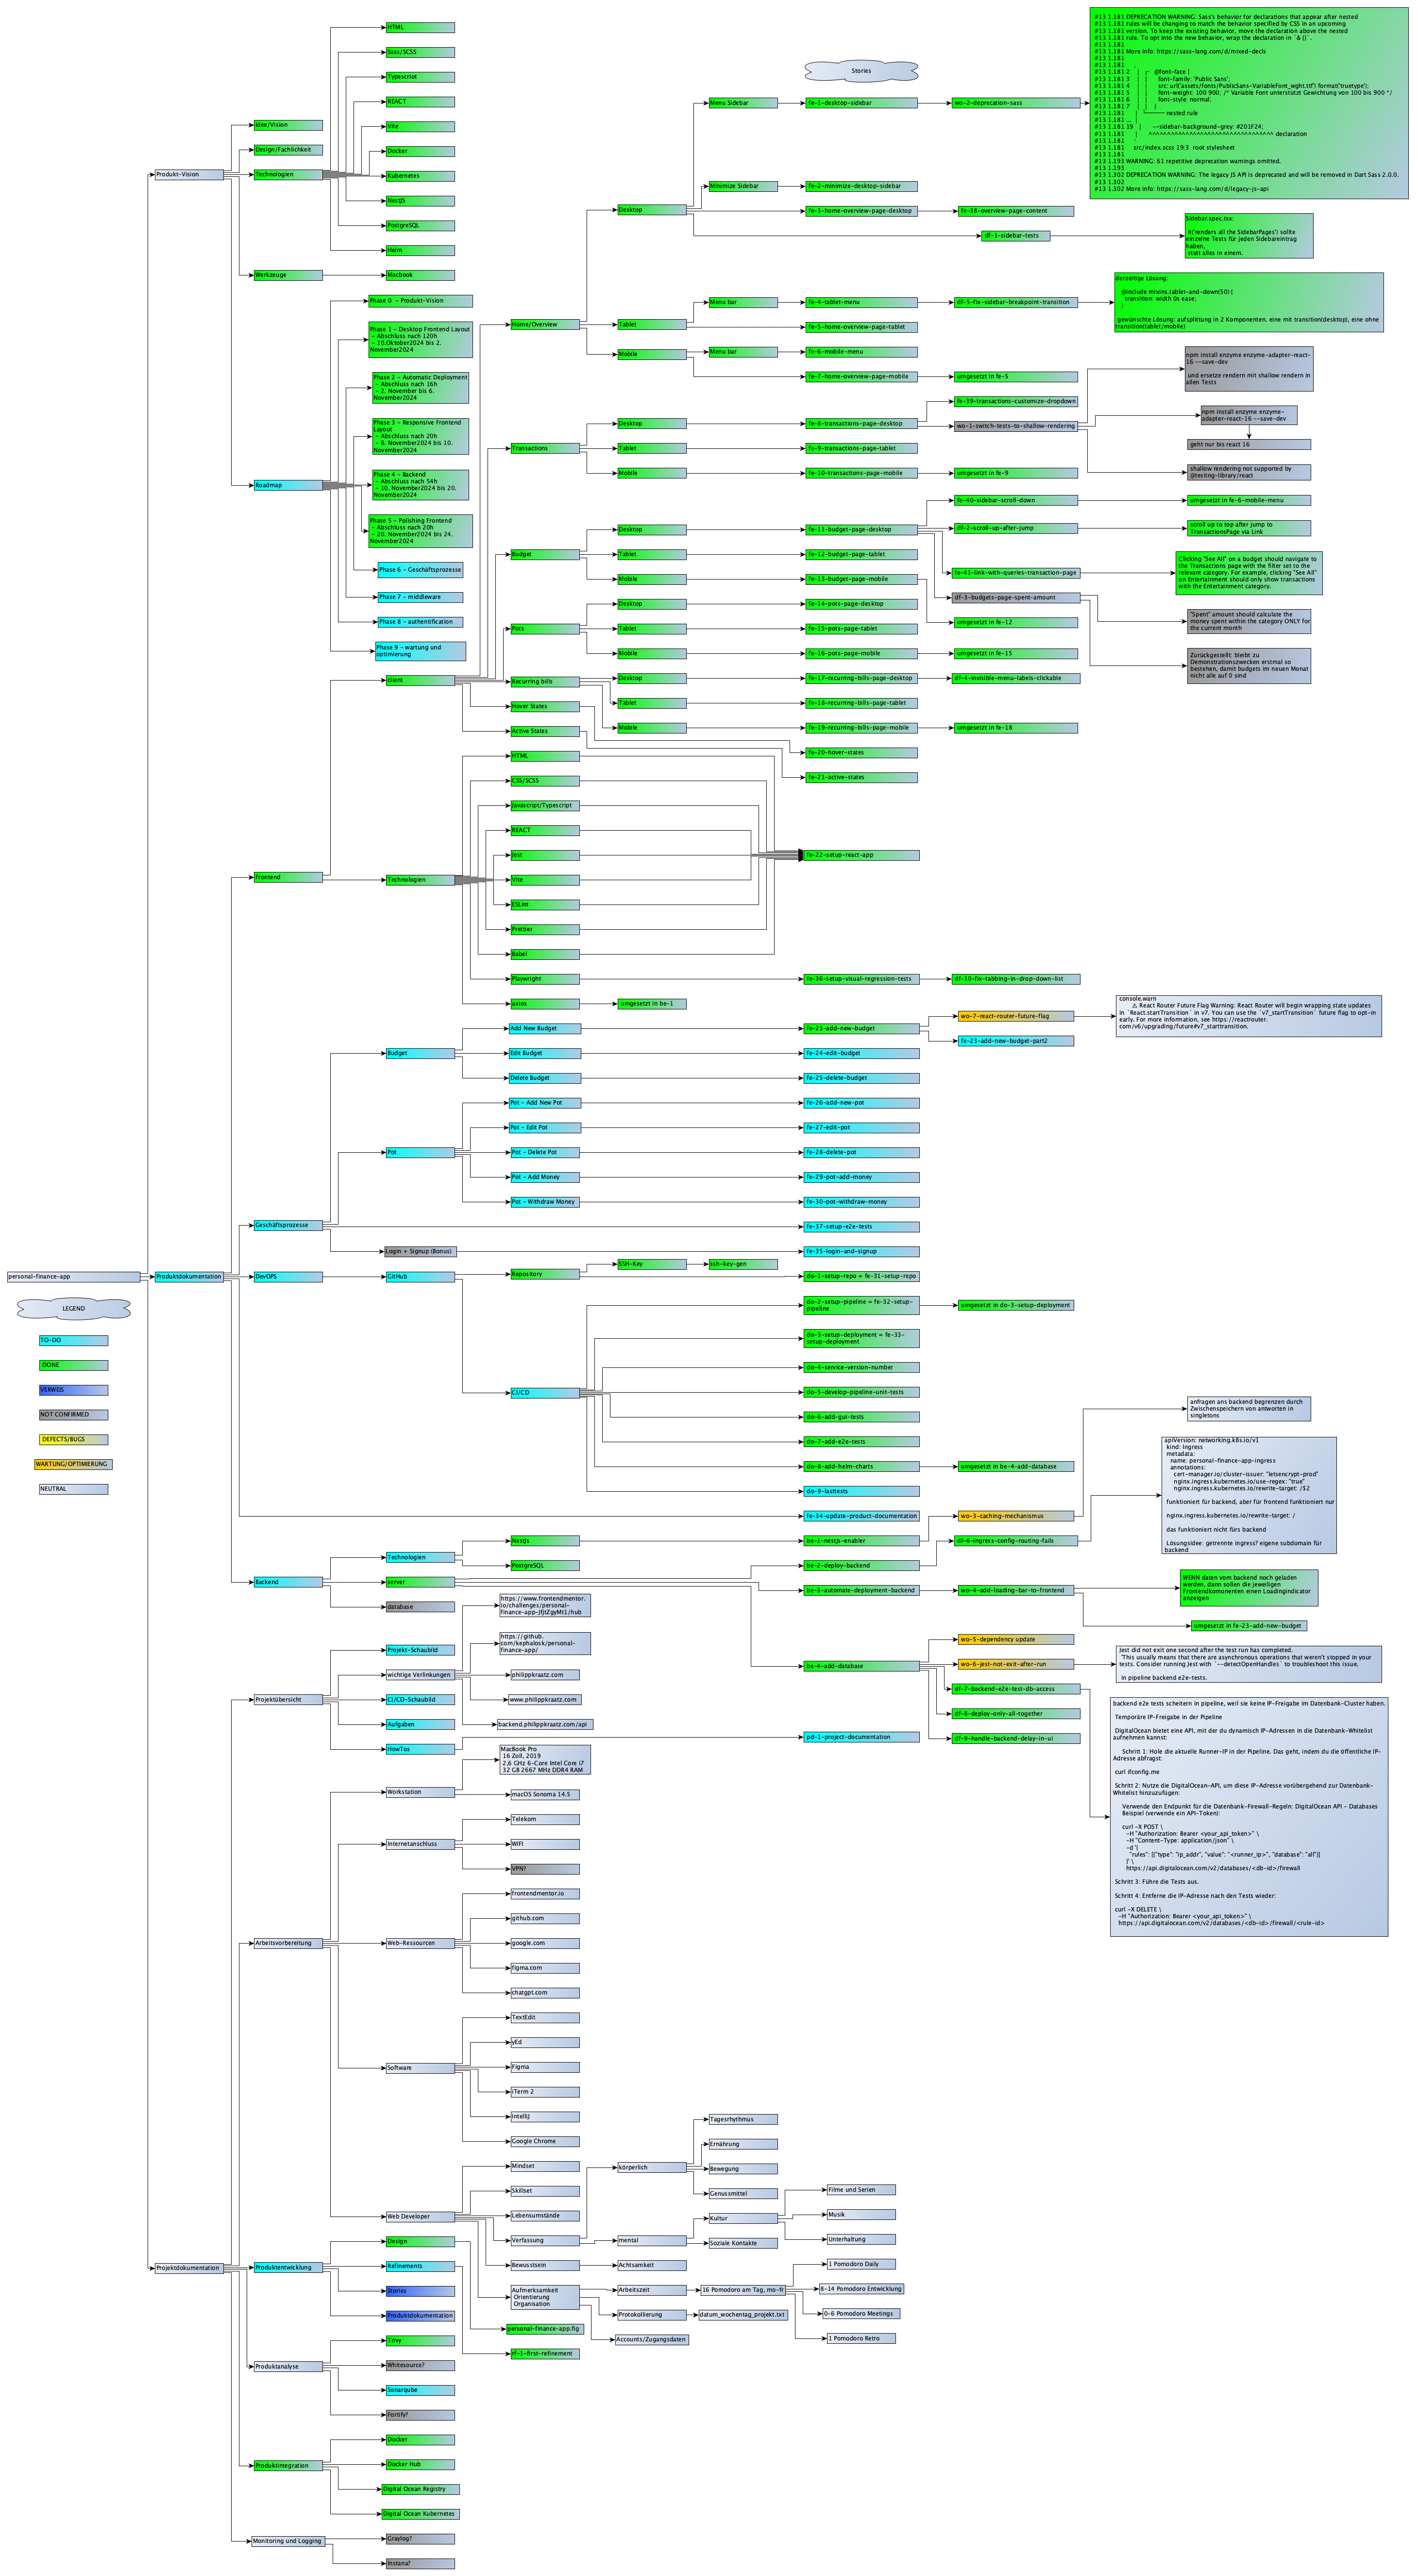 HTML
Sass/SCSS
Typescriot
REACT
Vite
Docker
Kubernetes
NestJS
PostgreSQL
Helm
Idee/Vision
Design/Fachlichkeit
Technologien
Werkzeuge
Macbook
Produkt-Vision
Stories
#13 1.181 DEPRECATION WARNING: Sass's behavior for declarations that appear after nested
#13 1.181 rules will be changing to match the behavior specified by CSS in an upcoming
#13 1.181 version. To keep the existing behavior, move the declaration above the nested
#13 1.181 rule. To opt into the new behavior, wrap the declaration in `& {}`.
#13 1.181
#13 1.181 More info: https://sass-lang.com/d/mixed-decls
#13 1.181
#13 1.181
#13 1.181 2 │ ┌ @font-face {
#13 1.181 3 │ │ font-family: 'Public Sans';
#13 1.181 4 │ │ src: url("assets/fonts/PublicSans-VariableFont_wght.ttf") format("truetype");
#13 1.181 5 │ │ font-weight: 100 900; /* Variable Font unterstützt Gewichtung von 100 bis 900 */
#13 1.181 6 │ │ font-style: normal;
#13 1.181 7 │ │ }
#13 1.181 │ └─── nested rule
#13 1.181 ... │
#13 1.181 19 │ --sidebar-background-grey: #201F24;
#13 1.181 │ ^^^^^^^^^^^^^^^^^^^^^^^^^^^^^^^^^^ declaration
#13 1.181
#13 1.181 src/index.scss 19:3 root stylesheet
#13 1.181
#13 1.193 WARNING: 61 repetitive deprecation warnings omitted.
#13 1.193
#13 1.302 DEPRECATION WARNING: The legacy JS API is deprecated and will be removed in Dart Sass 2.0.0.
#13 1.302
#13 1.302 More info: https://sass-lang.com/d/legacy-js-api
Menu Sidebar
fe-1-desktop-sidebar
wo-2-deprecation-sass
Minimize Sidebar
fe-2-minimize-desktop-sidebar
Desktop
fe-3-home-overview-page-desktop
fe-38-overview-page-content
df-1-sidebar-tests
Sidebar.spec.tsx:
it('renders all the SidebarPages') sollte
einzelne Tests für jeden Sidebareintrag
haben,
statt alles in einem.
Phase 0 - Produkt-Vision
Phase 1 - Desktop Frontend Layout
- Abschluss nach 120h
- 10.Oktober2024 bis 2.
November2024
Phase 2 - Automatic Deployment
- Abschluss nach 16h
- 2. November bis 6.
November2024
Phase 3 - Responsive Frontend
Layout
- Abschluss nach 20h
- 6. November2024 bis 10.
November2024
Roadmap
Phase 4 - Backend
- Abschluss nach 54h
- 10. November2024 bis 20.
November2024
Phase 5 - Polishing Frontend
- Abschluss nach 20h
- 20. November2024 bis 24.
November2024
Phase 6 - Geschäftsprozesse
Phase 7 - middleware
Phase 8 - authentification
Phase 9 - wartung und
optimierung
Home/Overview
Tablet
Menu bar
fe-4-tablet-menu
df-5-fix-sidebar-breakpoint-transition
derzeitige Lösung:
@include mixins.tablet-and-down(50) {
transition: width 0s ease;
}
gewünschte Lösung: aufsplittung in 2 Komponenten. eine mit transition(desktop), eine ohne
transition(tablet/mobile)
fe-5-home-overview-page-tablet
Mobile
Menu bar
fe-6-mobile-menu
fe-7-home-overview-page-mobile
umgesetzt in fe-5
npm install enzyme enzyme-adapter-react-
16 --save-dev
und ersetze rendern mit shallow rendern in
allen Tests
Transactions
Desktop
fe-8-transactions-page-desktop
fe-39-transactions-customize-dropdown
wo-1-switch-tests-to-shallow-rendering
npm install enzyme enzyme-
adapter-react-16 --save-dev
geht nur bis react 16
Tablet
fe-9-transactions-page-tablet
Mobile
fe-10-transactions-page-mobile
umgesetzt in fe-9
shallow rendering not supported by
@testing-library/react
Budget
Desktop
fe-11-budget-page-desktop
fe-40-sidebar-scroll-down
umgesetzt in fe-6-mobile-menu
df-2-scroll-up-after-jump
scroll up to top after jump to
TransactionsPage via Link
Tablet
fe-12-budget-page-tablet
Mobile
fe-13-budget-page-mobile
fe-41-link-with-queries-transaction-page
Clicking "See All" on a budget should navigate to
the Transactions page with the filter set to the
relevant category. For example, clicking "See All"
on Entertainment should only show transactions
with the Entertainment category.
df-3-budgets-page-spent-amount
"Spent" amount should calculate the
money spent within the category ONLY for
the current month
umgesetzt in fe-12
Zurückgestellt: bleibt zu
Demonstrationszwecken erstmal so
bestehen, damit budgets im neuen Monat
nicht alle auf 0 sind
Pots
Desktop
fe-14-pots-page-desktop
Tablet
fe-15-pots-page-tablet
Mobile
fe-16-pots-page-mobile
umgesetzt in fe-15
client
Recurring bills
Desktop
fe-17-recurring-bills-page-desktop
df-4-invisible-menu-labels-clickable
Tablet
fe-18-recurring-bills-page-tablet
Mobile
fe-19-recurring-bills-page-mobile
umgesetzt in fe-18
Hover States
fe-20-hover-states
Active States
fe-21-active-states
Frontend
Technologien
HTML
CSS/SCSS
Javascript/Typescript
REACT
Jest
Vite
ESLint
Prettier
Babel
fe-22-setup-react-app
Playwright
fe-36-setup-visual-regression-tests
df-10-fix-tabbing-in-drop-down-list
axios
umgesetzt in be-1
Budget
Add New Budget
fe-23-add-new-budget
wo-7-react-router-future-flag
console.warn
⚠ React Router Future Flag Warning: React Router will begin wrapping state updates
in `React.startTransition` in v7. You can use the `v7_startTransition` future flag to opt-in
early. For more information, see https://reactrouter.
com/v6/upgrading/future#v7_starttransition.
fe-23-add-new-budget-part2
Edit Budget
fe-24-edit-budget
Delete Budget
fe-25-delete-budget
Pot
Pot - Add New Pot
fe-26-add-new-pot
Pot - Edit Pot
fe-27-edit-pot
Pot - Delete Pot
fe-28-delete-pot
Pot - Add Money
fe-29-pot-add-money
Pot - Withdraw Money
fe-30-pot-withdraw-money
Geschäftsprozesse
fe-37-setup-e2e-tests
Login + Signup (Bonus)
fe-35-login-and-signup
personal-finance-app
Produktdokumentation
DevOPS
GitHub
Repository
SSH-Key
ssh-key-gen
do-1-setup-repo = fe-31-setup-repo
LEGEND
TO-DO
DONE
VERWEIS
NOT CONFIRMED
DEFECTS/BUGS
WARTUNG/OPTIMIERUNG
NEUTRAL
CI/CD
do-2-setup-pipeline = fe-32-setup-
pipeline
umgesetzt in do-3-setup-deployment
do-3-setup-deployment = fe-33-
setup-deployment
do-4-service-version-number
do-5-develop-pipeline-unit-tests
do-6-add-gui-tests
do-7-add-e2e-tests
do-8-add-helm-charts
umgesetzt in be-4-add-database
do-9-lasttests
fe-34-update-product-documentation
anfragen ans backend begrenzen durch
Zwischenspeichern von antworten in
singletons
apiVersion: networking.k8s.io/v1
kind: Ingress
metadata:
name: personal-finance-app-ingress
annotations:
cert-manager.io/cluster-issuer: "letsencrypt-prod"
nginx.ingress.kubernetes.io/use-regex: "true"
nginx.ingress.kubernetes.io/rewrite-target: /$2
funktioniert für backend, aber für frontend funktioniert nur
nginx.ingress.kubernetes.io/rewrite-target: /
das funktioniert nicht fürs backend
Lösungsidee: getrennte ingress? eigene subdomain für
backend
Backend
Technologien
NestJs
be-1-nestjs-enabler
wo-3-caching-mechanismus
PostgreSQL
be-2-deploy-backend
df-6-ingress-config-routing-fails
server
be-3-automate-deployment-backend
wo-4-add-loading-bar-to-frontend
WENN daten vom backend noch geladen
werden, dann sollen die jeweiligen
Frontendkomonenten einen Loadingindicator
anzeigen
umgesetzt in fe-23-add-new-budget
database
be-4-add-database
wo-5-dependency update
wo-6-jest-not-exit-after-run
Jest did not exit one second after the test run has completed.
'This usually means that there are asynchronous operations that weren't stopped in your
tests. Consider running Jest with `--detectOpenHandles` to troubleshoot this issue.
in pipeline backend e2e-tests.
df-7-backend-e2e-test-db-access
df-8-deploy-only-all-together
df-9-handle-backend-delay-in-ui
backend e2e tests scheitern in pipeline, weil sie keine IP-Freigabe im Datenbank-Cluster haben.
Temporäre IP-Freigabe in der Pipeline
DigitalOcean bietet eine API, mit der du dynamisch IP-Adressen in die Datenbank-Whitelist
aufnehmen kannst:
Schritt 1: Hole die aktuelle Runner-IP in der Pipeline. Das geht, indem du die öffentliche IP-
Adresse abfragst:
curl ifconfig.me
Schritt 2: Nutze die DigitalOcean-API, um diese IP-Adresse vorübergehend zur Datenbank-
Whitelist hinzuzufügen:
Verwende den Endpunkt für die Datenbank-Firewall-Regeln: DigitalOcean API - Databases
Beispiel (verwende ein API-Token):
curl -X POST \
-H "Authorization: Bearer <your_api_token>" \
-H "Content-Type: application/json" \
-d '{
"rules": [{"type": "ip_addr", "value": "<runner_ip>", "database": "all"}]
}' \
https://api.digitalocean.com/v2/databases/<db-id>/firewall
Schritt 3: Führe die Tests aus.
Schritt 4: Entferne die IP-Adresse nach den Tests wieder:
curl -X DELETE \
-H "Authorization: Bearer <your_api_token>" \
https://api.digitalocean.com/v2/databases/<db-id>/firewall/<rule-id>
Projektübersicht
Projekt-Schaubild
wichtige Verlinkungen
https://www.frontendmentor.
io/challenges/personal-
finance-app-JfjtZgyMt1/hub
https://github.
com/kephalosk/personal-
finance-app/
philippkraatz.com
www.philippkraatz.com
backend.philippkraatz.com/api
CI/CD-Schaubild
Aufgaben
HowTos
pd-1-project-documentation
Workstation
MacBook Pro
16 Zoll, 2019
2,6 GHz 6-Core Intel Core i7
32 GB 2667 MHz DDR4 RAM
macOS Sonoma 14.5
Internetanschluss
Telekom
WIFI
VPN?
Arbeitsvorbereitung
Web-Ressourcen
frontendmentor.io
github.com
google.com
figma.com
chatgpt.com
Software
TextEdit
yEd
Figma
iTerm 2
IntelliJ
Google Chrome
Web Developer
Mindset
Skillset
Lebensumstände
Verfassung
körperlich
Tagesrhythmus
Ernährung
Bewegung
Genussmittel
mental
Kultur
Filme und Serien
Musik
Unterhaltung
Soziale Kontakte
Bewusstsein
Achtsamkeit
Aufmerksamkeit
Orientierung
Organisation
Arbeitszeit
16 Pomodoro am Tag, mo-fr
1 Pomodoro Daily
8-14 Pomodoro Entwicklung
0-6 Pomodoro Meetings
1 Pomodoro Retro
Protokollierung
datum_wochentag_projekt.txt
Accounts/Zugangsdaten
Projektdokumentation
Produktentwicklung
Design
Refinements
Stories
Produktdokumentation
personal-finance-app.fig
rf-1-first-refinement
Produktanalyse
Trivy
Whitesource?
Sonarqube
Fortify?
Produktintegration
Docker
Docker Hub
Digital Ocean Registry
Digital Ocean Kubernetes
Monitoring und Logging
Graylog?
Instana?